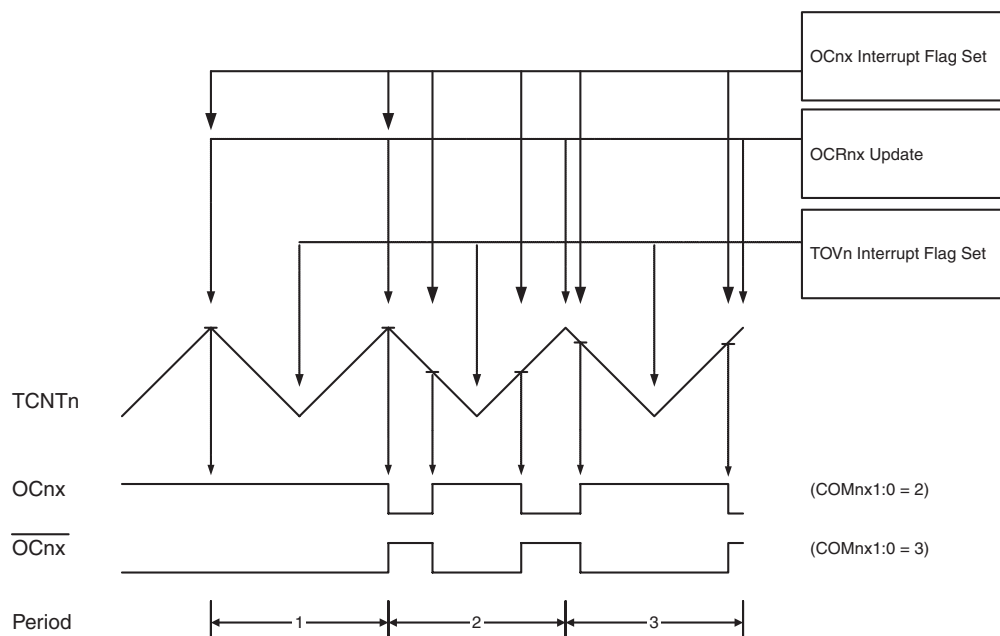 OCnx Interrupt Flag Set
OCRnx Update
TOVn Interrupt Flag Set
TCNTn
OCnx
(COMnx1:0 = 2)
OCnx
(COMnx1:0 = 3)
Period
1
2
3